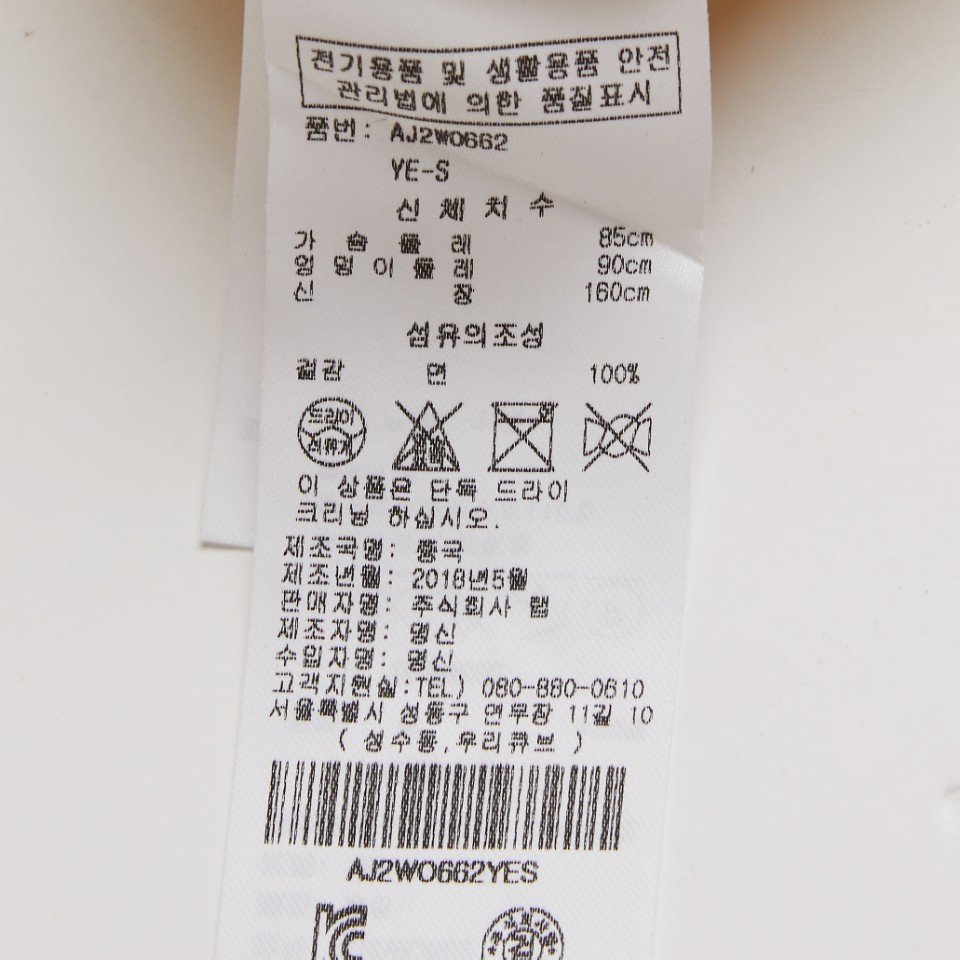 전기용품 및 생활용품 안전
관리법에 의한 품질표시
품번: AJ2WO662
YE-S
신 체 치 수
가 슴 둘 레 85cm
엉 덩 이 둘 레 90cm
신 장 160cm
섬유의조성
겉감 면 100%
드라이
석유계
이 상품은 단독 드라이
크리닝 하십시오.
제조국명: 중국
제조년월: 2018년5월
판매자명: 주식회사 랩
제조자명: 명신
수입자명: 명신
고객지원실:TEL) 080-880-0610
서울특별시 성동구 연무장 11길 10
( 성수동,우리큐브 )
AJ2WO662YES